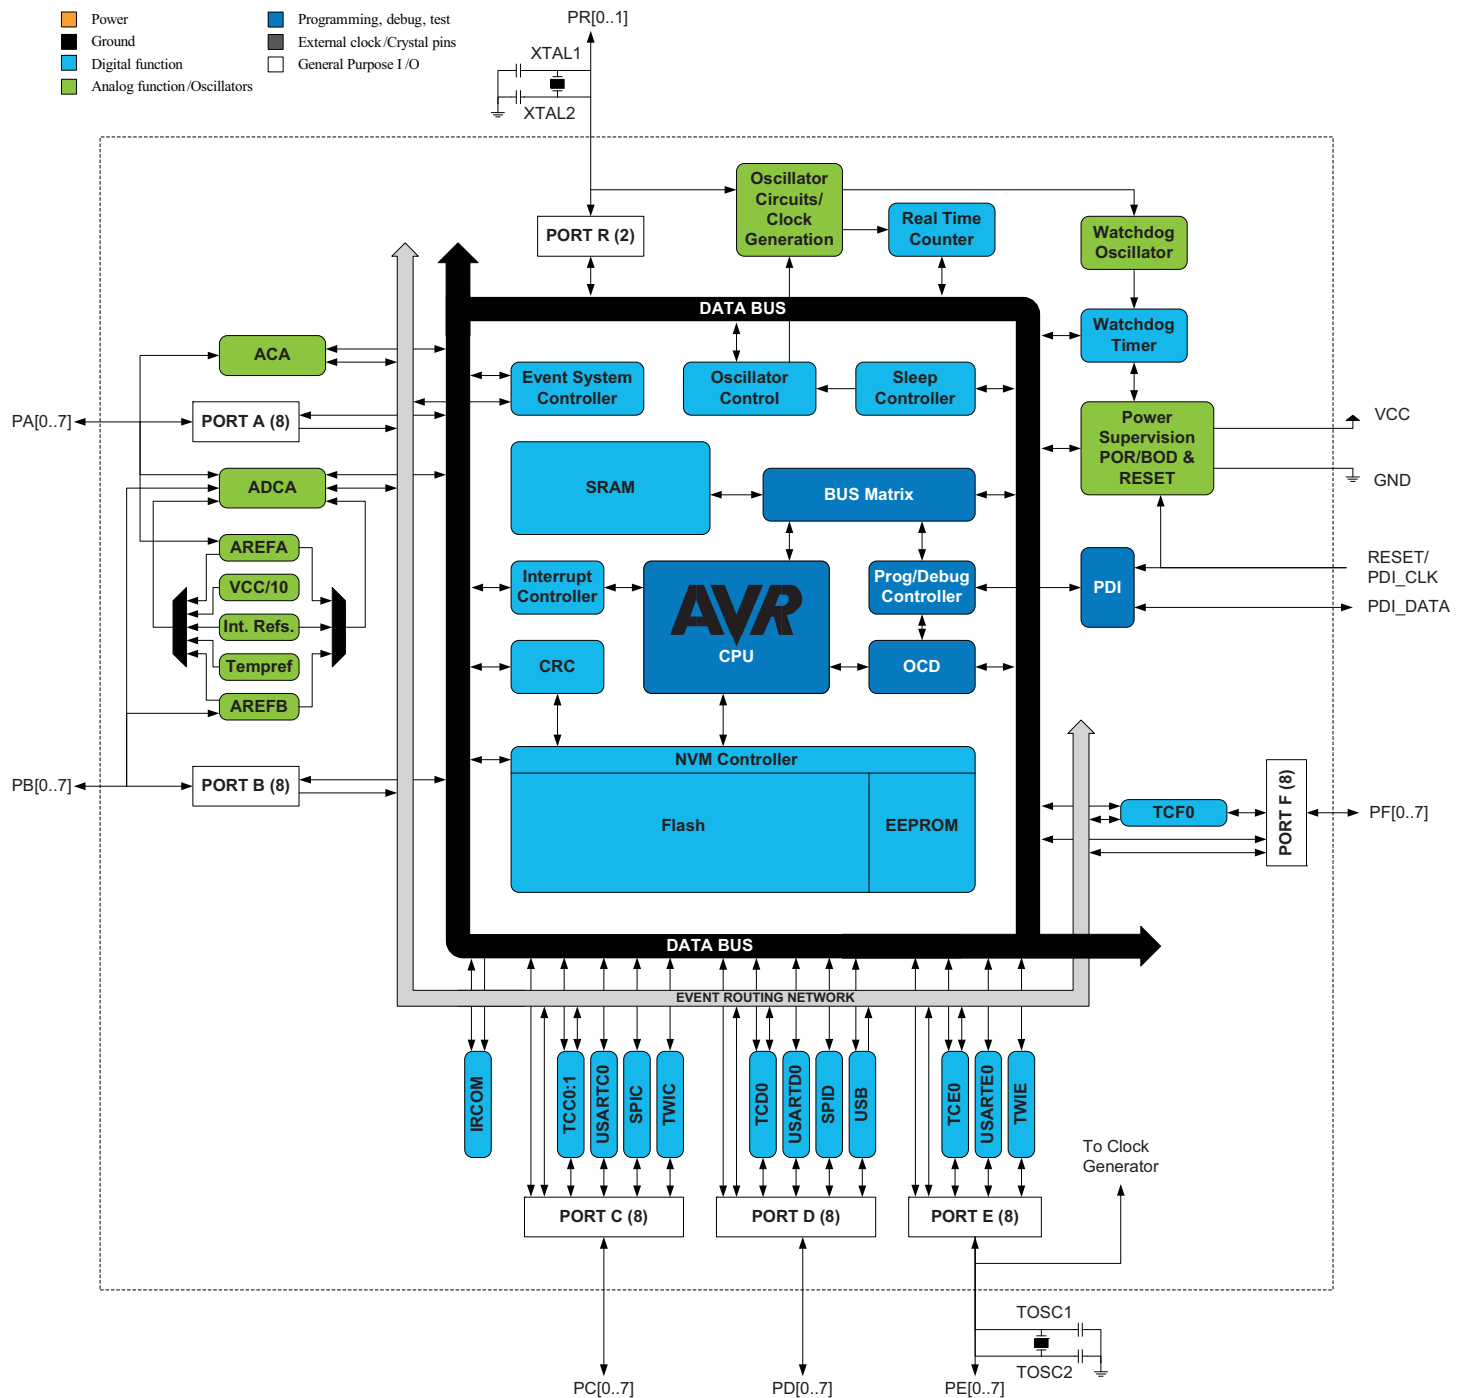 Power
Ground
Digital function
Analog function/Oscillators
Programming, debug, test
External clock/Crystal pins
General Purpose I/O
PR[0..1]
XTAL1
XTAL2
Oscillator
Circuits/
Clock
Generation
Real Time
Counter
PORT R (2)
Watchdog
Oscillator
DATA BUS
Watchdog
Timer
ACA
Event System
Controller
Oscillator
Control
Sleep
Controller
PA[0..7]
PORT A (8)
Power
Supervision
POR/BOD &
RESET
VCC
GND
ADCA
SRAM
BUS Matrix
AREFA
VCC/10
Int. Refs.
Tempref
AREFB
Interrupt
Controller
AVR
CPU
Prog/Debug
Controller
PDI
RESET/
PDI_CLK
PDI_DATA
CRC
OCD
PB[0..7]
PORT B (8)
NVM Controller
Flash
EEPROM
TCF0
PORT F (8)
PF[0..7]
DATA BUS
EVENT ROUTING NETWORK
IRCOM
TCC0:1
USARTC0
SPIC
TWIC
TCD0
USARTD0
SPID
USB
TCE0
USARTE0
TWIE
To Clock
Generator
PORT C (8)
PORT D (8)
PORT E (8)
TOSC1
TOSC2
PC[0..7]
PD[0..7]
PE[0..7]